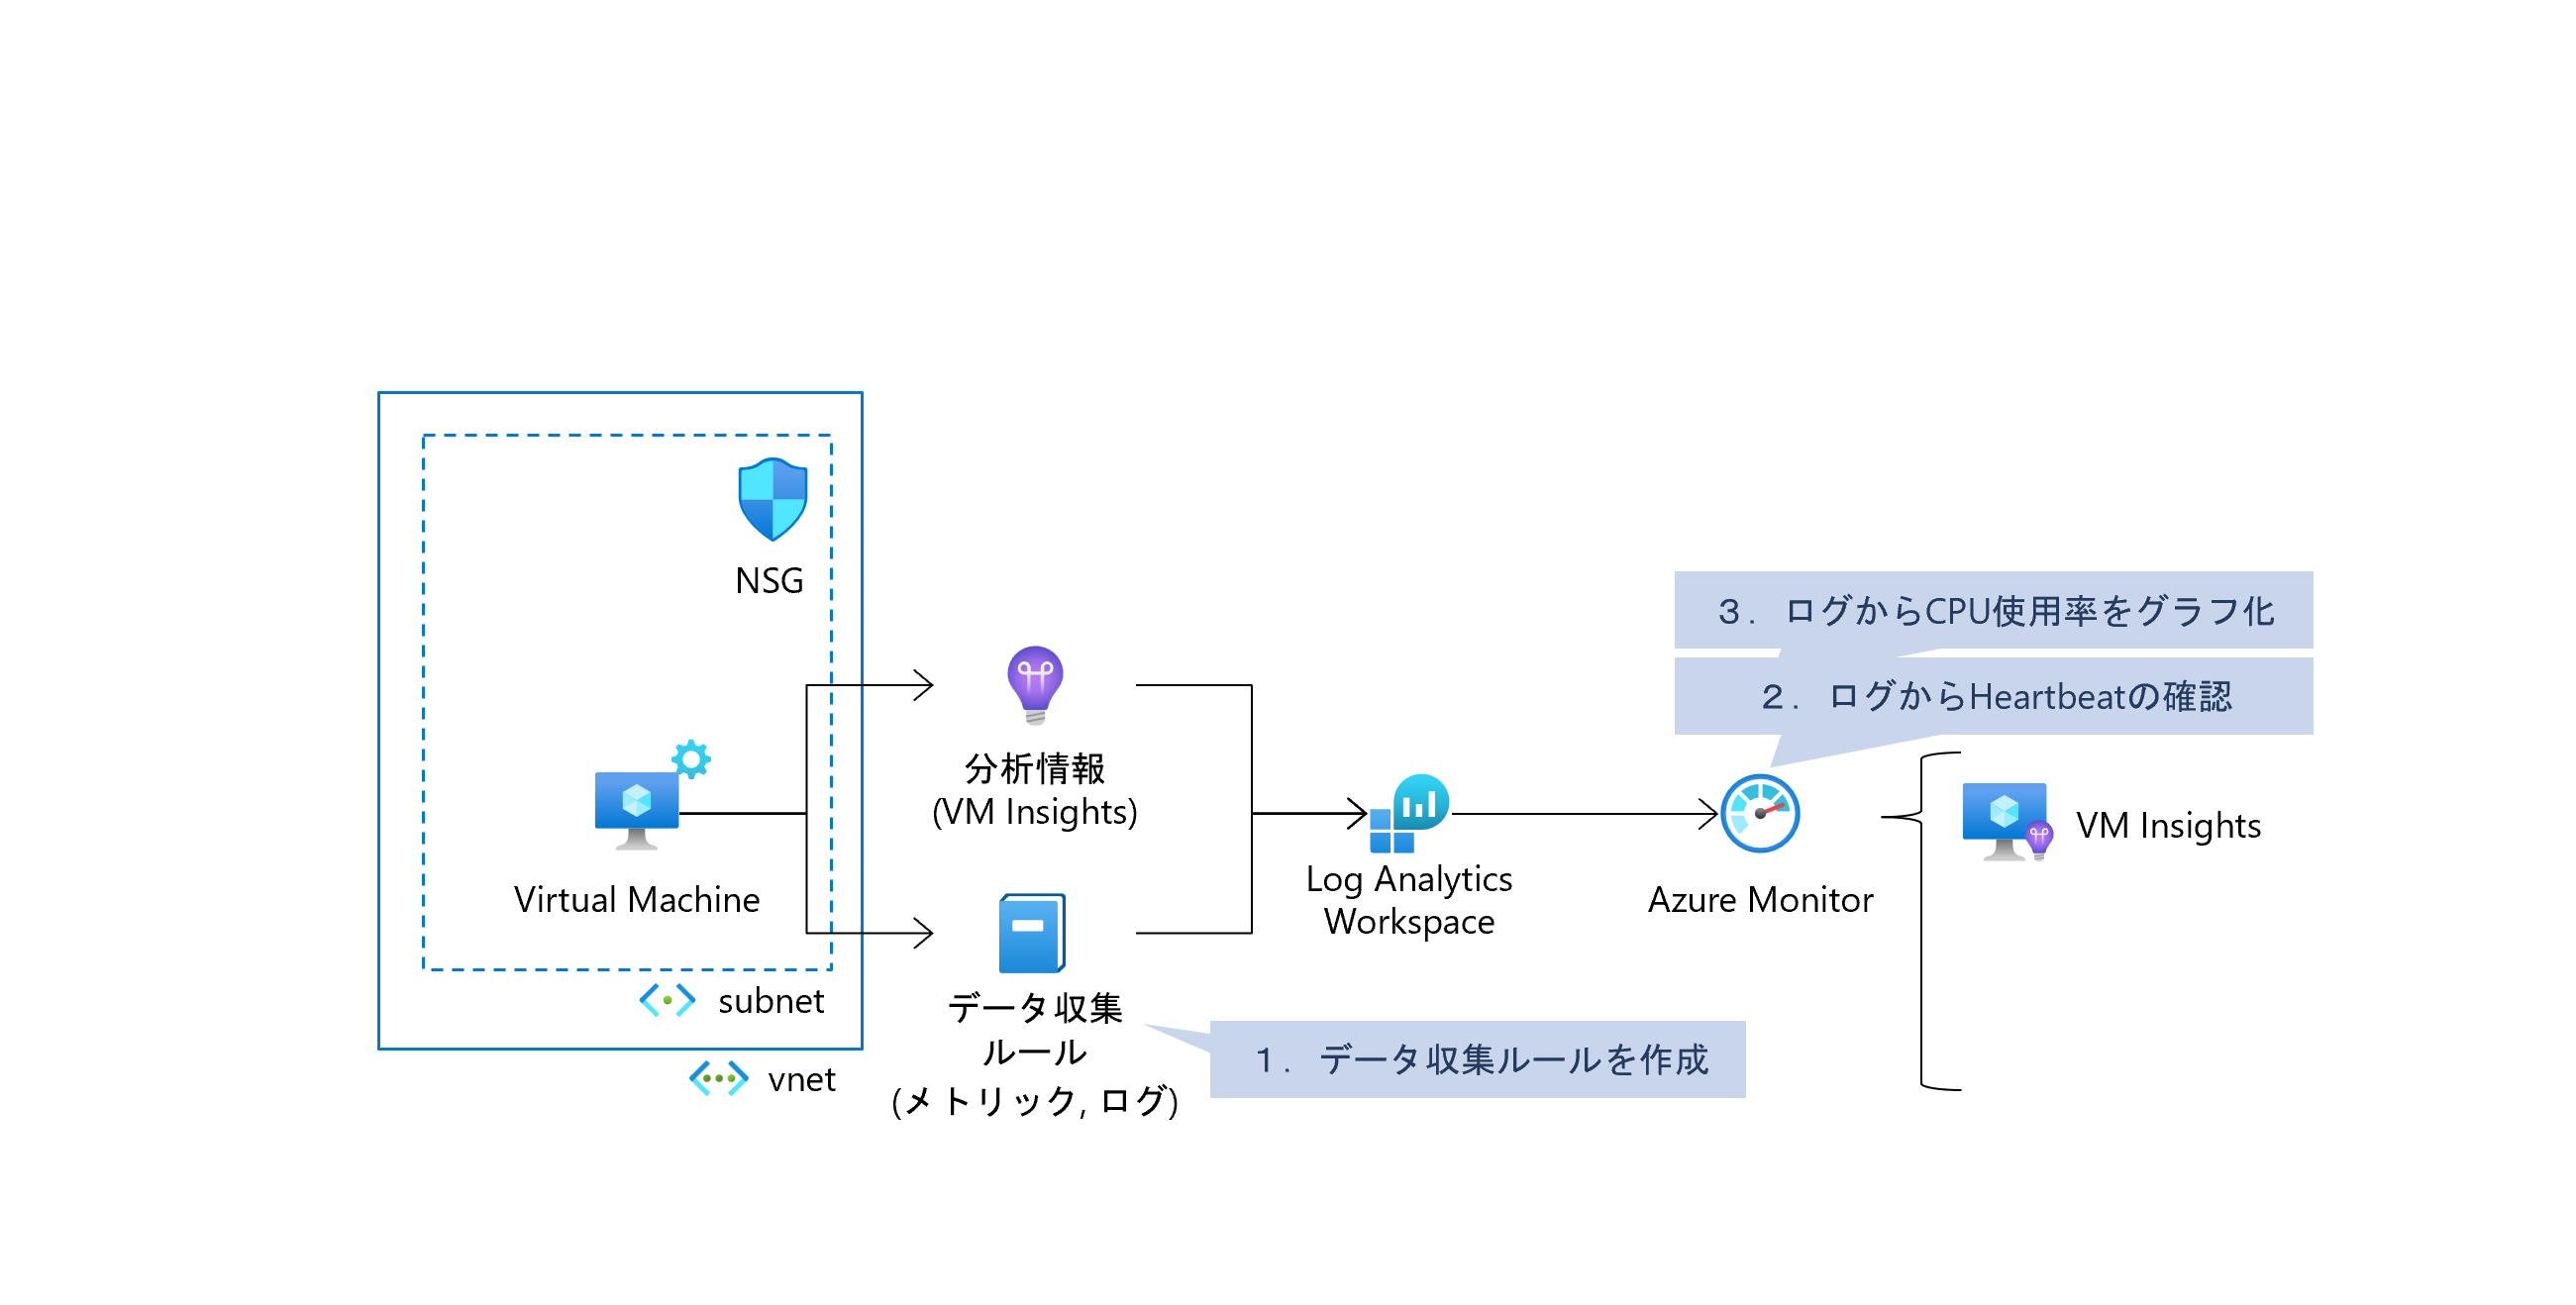 NSG
Virtual Machine
subnet
vnet
分析情報
(VM Insights)
データ収集
ルール
(メトリック, ログ)
１．データ収集ルールを作成
Log Analytics
Workspace
３．ログからCPU使用率をグラフ化
２．ログからHeartbeatの確認
Azure Monitor
VM Insights